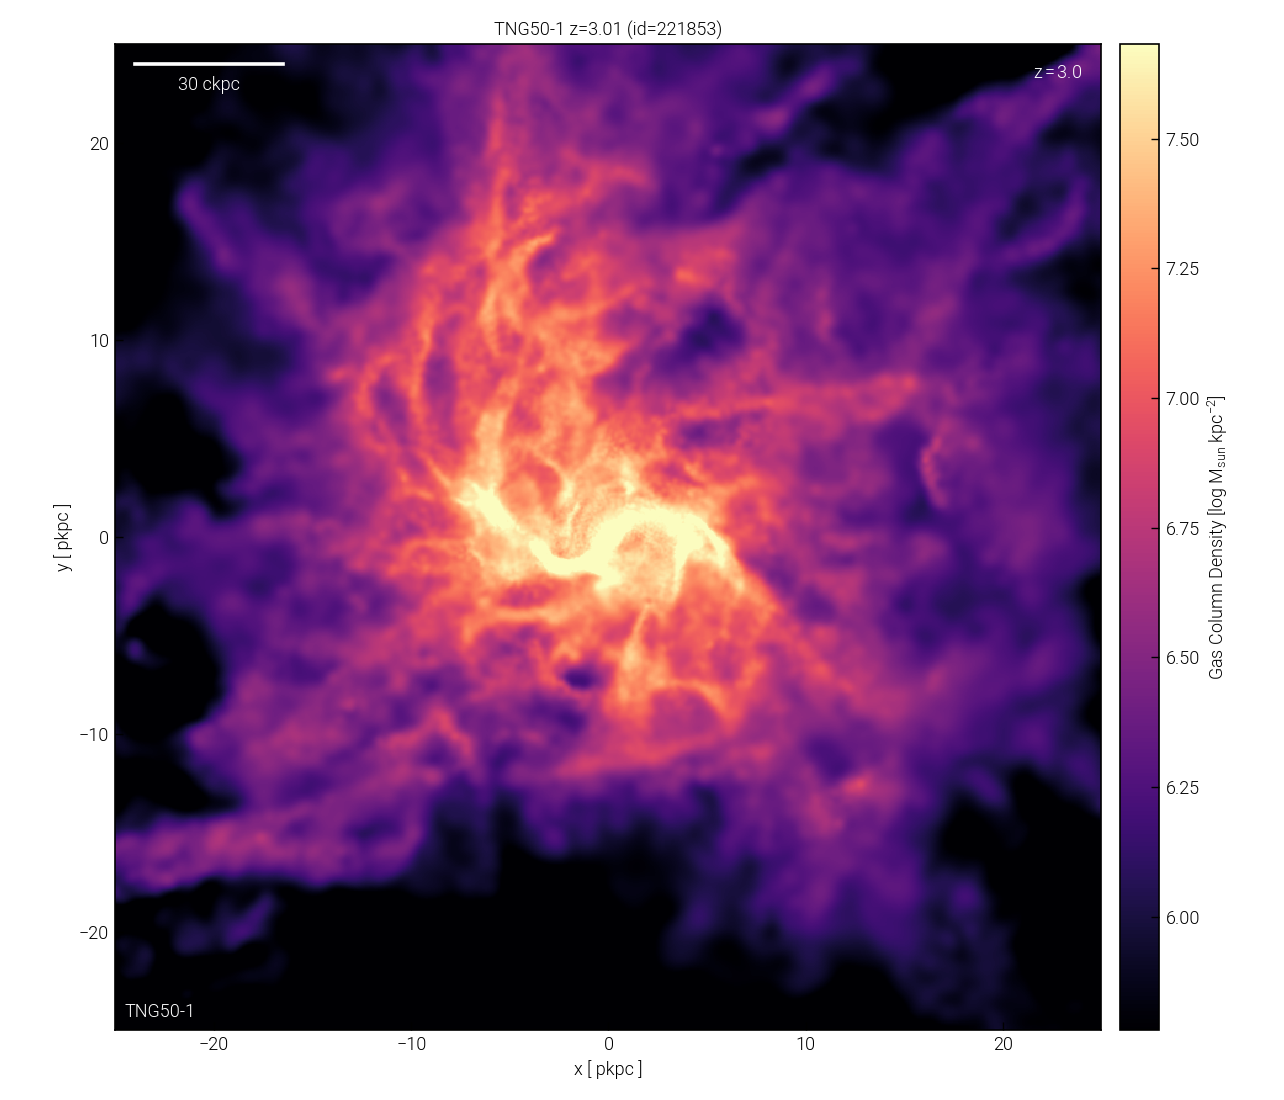 TNG50-1 z=3.01 (id=221853)
30 ckpc
z=3.0
20
10
0
−10
−20
y [ pkpc ]
TNG50-1
−20
−10
0
10
20
x [ pkpc ]
7.50
7.25
7.00
6.75
6.50
6.25
6.00
Gas Column Density [log M_sun kpc^−2]